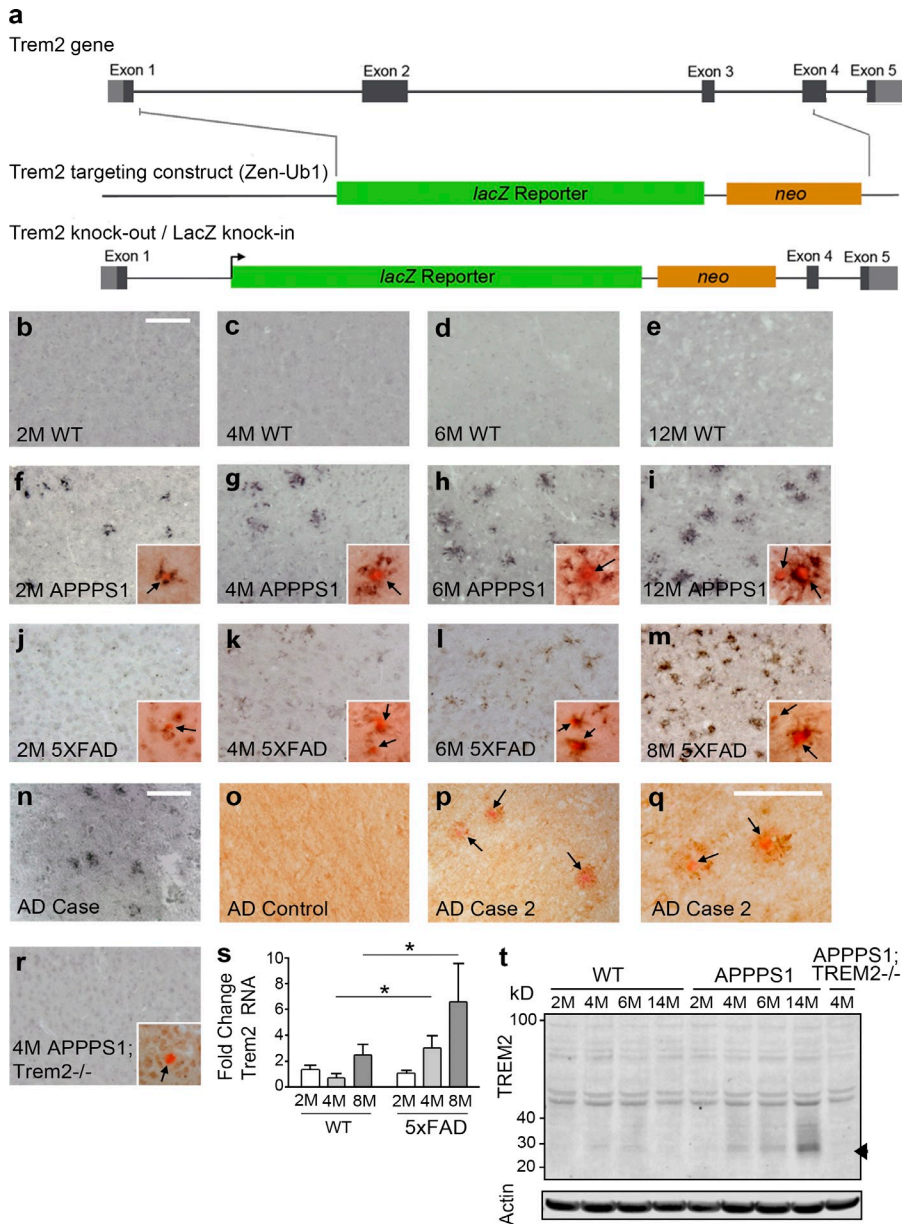 a
Trem2 gene
Exon 1 Exon 2 Exon 3 Exon 4 Exon 5
Trem2 targeting construct (Zen-Ub1)
lacZ Reporter neo
Trem2 knock-out / LacZ knock-in
Exon 1 lacZ Reporter neo Exon 4 Exon 5
b c d e
2M WT 4M WT 6M WT 12M WT
f g h i
2M APPPS1 4M APPPS1 6M APPPS1 12M APPPS1
j k l m
2M 5XFAD 4M 5XFAD 6M 5XFAD 8M 5XFAD
n o p q
AD Case AD Control AD Case 2 AD Case 2
r
4M APPPS1;
Trem2-/-
s
Fold Change
Trem2 RNA
10
8
6
4
2
0
* *
2M 4M 8M 2M 4M 8M
WT 5xFAD
t
WT APPPS1 APPPS1;
TREM2-/-
kD 2M 4M 6M 14M 2M 4M 6M 14M 4M
100
40
30
20
TREM2
Actin